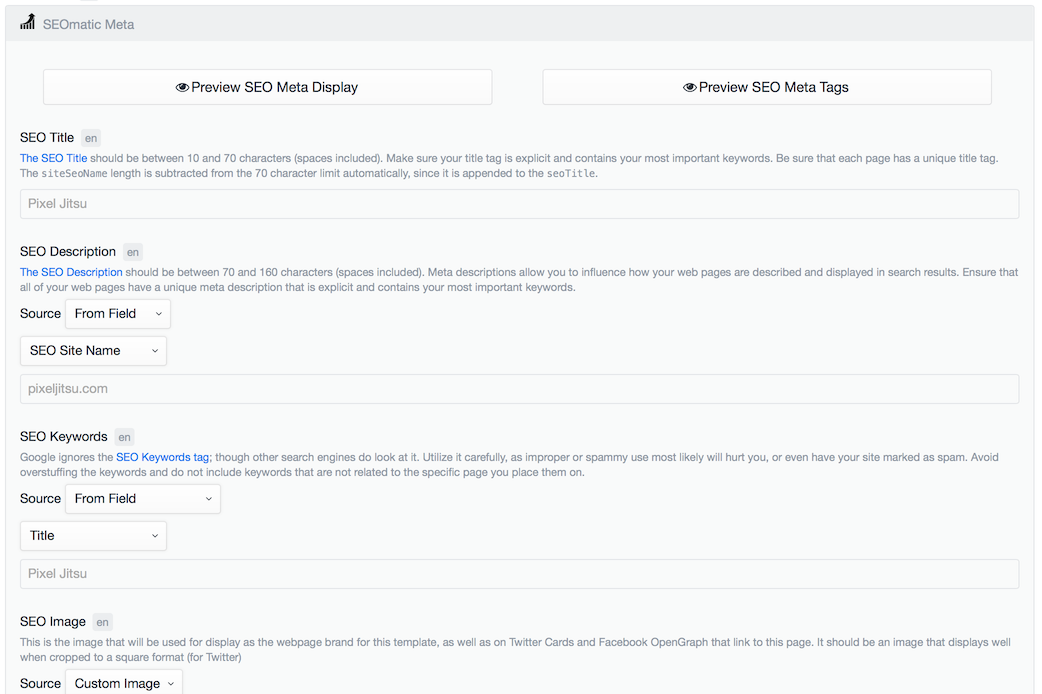 SEOmatic Meta
Preview SEO Meta Display
Preview SEO Meta Tags
SEO Title en
The SEO Title should be between 10 and 70 characters (spaces included). Make sure your title tag is explicit and contains your most important keywords. Be sure that each page has a unique title tag.
The siteSeoName length is subtracted from the 70 character limit automatically, since it is appended to the seoTitle.
Pixel Jitsu
SEO Description en
The SEO Description should be between 70 and 160 characters (spaces included). Meta descriptions allow you to influence how your web pages are described and displayed in search results. Ensure that
all of your web pages have a unique meta description that is explicit and contains your most important keywords.
Source From Field
SEO Site Name
pixeljitsu.com
SEO Keywords en
Google ignores the SEO Keywords tag; though other search engines do look at it. Utilize it carefully, as improper or spammy use most likely will hurt you, or even have your site marked as spam. Avoid
overstuffing the keywords and do not include keywords that are not related to the specific page you place them on.
Source From Field
Title
Pixel Jitsu
SEO Image en
This is the image that will be used for display as the webpage brand for this template, as well as on Twitter Cards and Facebook OpenGraph that link to this page. It should be an image that displays well
when cropped to a square format (for Twitter)
Source Custom Image